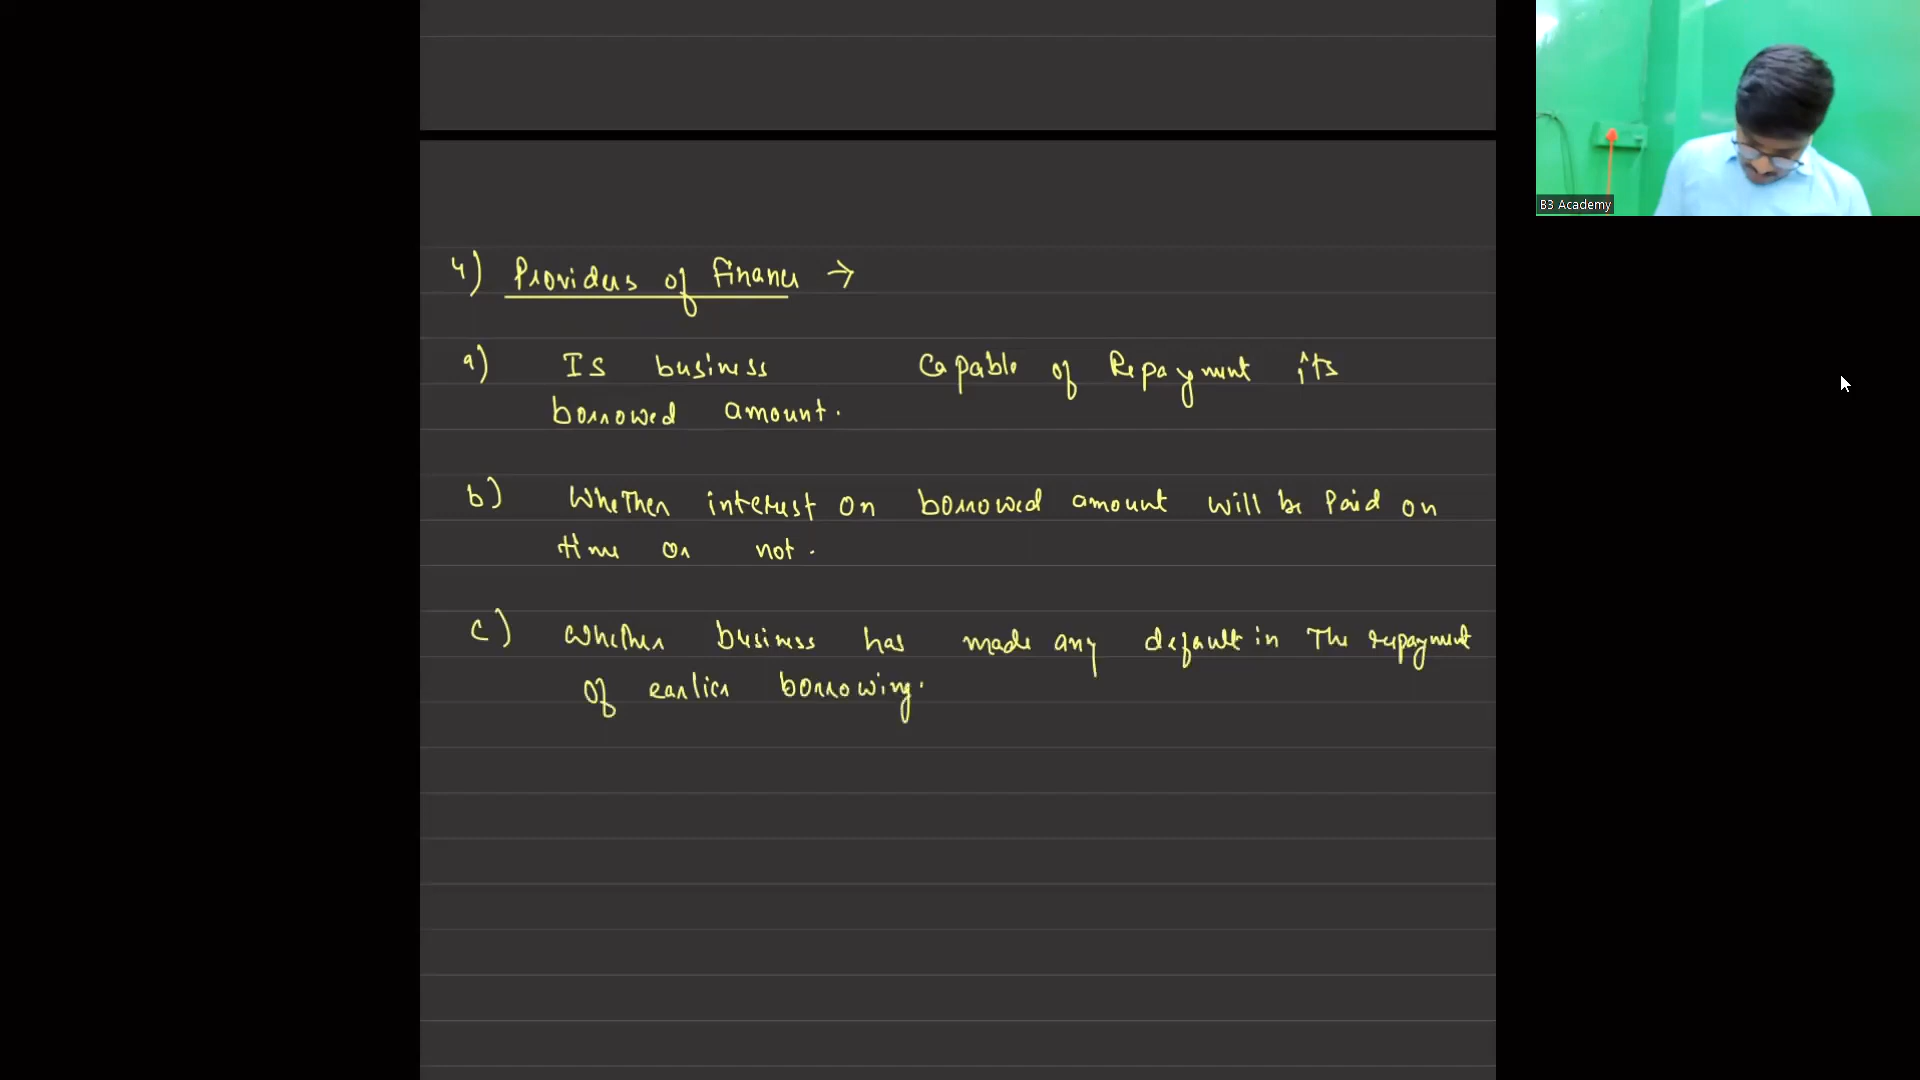 4) Providers of finance →
a) Is business capable of Repayment its
borrowed amount.
b) Whether interest on borrowed amount will be Paid on
time or not.
c) Whether business has made any default in The repayment
of earlier borrowing.
B3 Academy